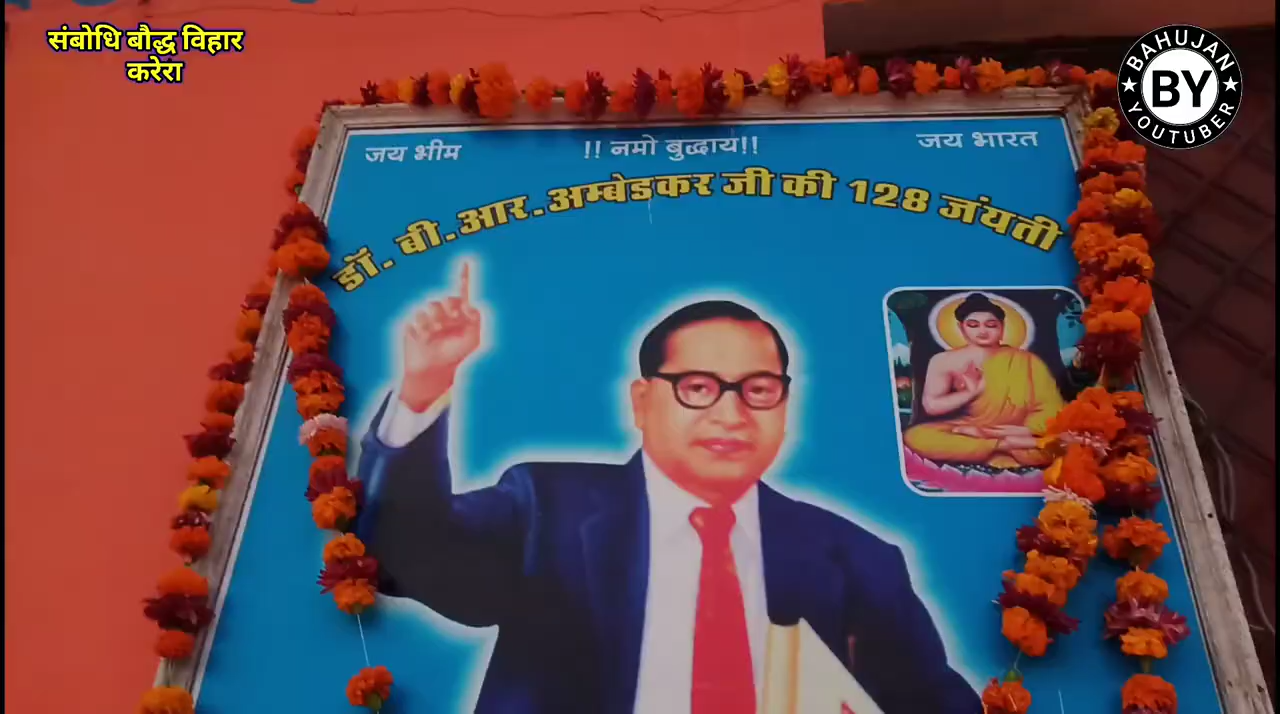 संबोधि बौद्ध विहार
करेरा
BAHUJAN
BY
YOUTUBER
जय भीम !! नमो बुद्धाय!! जय भारत
डॉ. बी.आर.अम्बेडकर जी की 128 जंयती